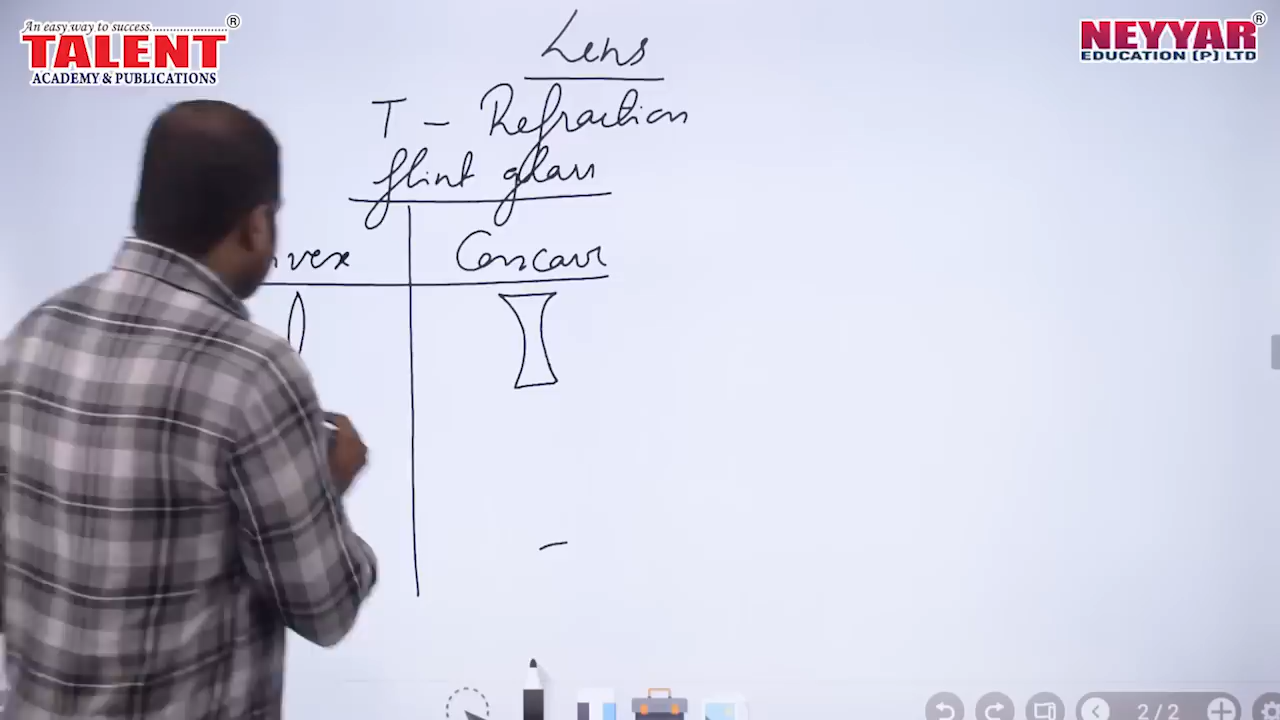 An easy way to success....................®
TALENT
ACADEMY & PUBLICATIONS
NEYYAR®
EDUCATION (P) LTD
Lens
T - Refraction
flint glass
nvex
Concave
2/2